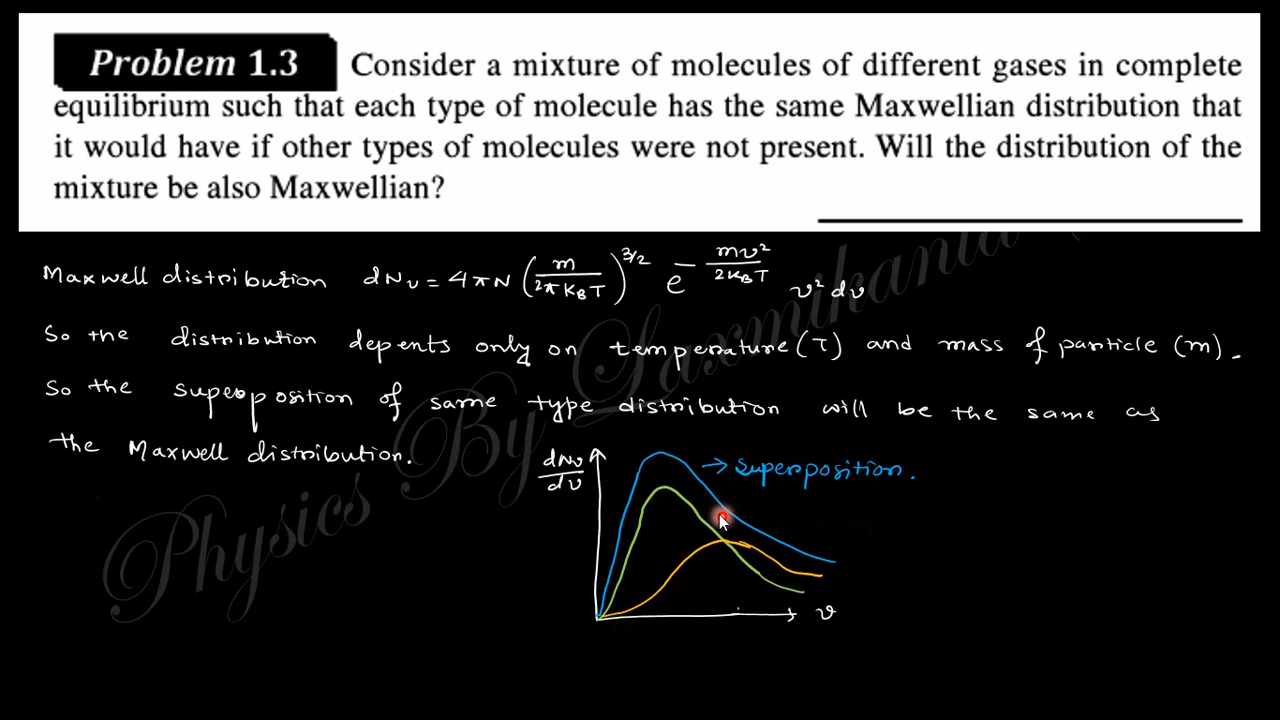 Problem 1.3 Consider a mixture of molecules of different gases in complete
equilibrium such that each type of molecule has the same Maxwellian distribution that
it would have if other types of molecules were not present. Will the distribution of the
mixture be also Maxwellian?
Maxwell distribution dNv = 4πN (m/2πKBT)^3/2 e^-mv²/2KBT v² dv
So the distribution depents only on temperature (T) and mass of particle (m).
So the superposition of same type distribution will be the same as
the Maxwell distribution.
dNv/dv
→ superposition.
v
Physics By Laxmikanta